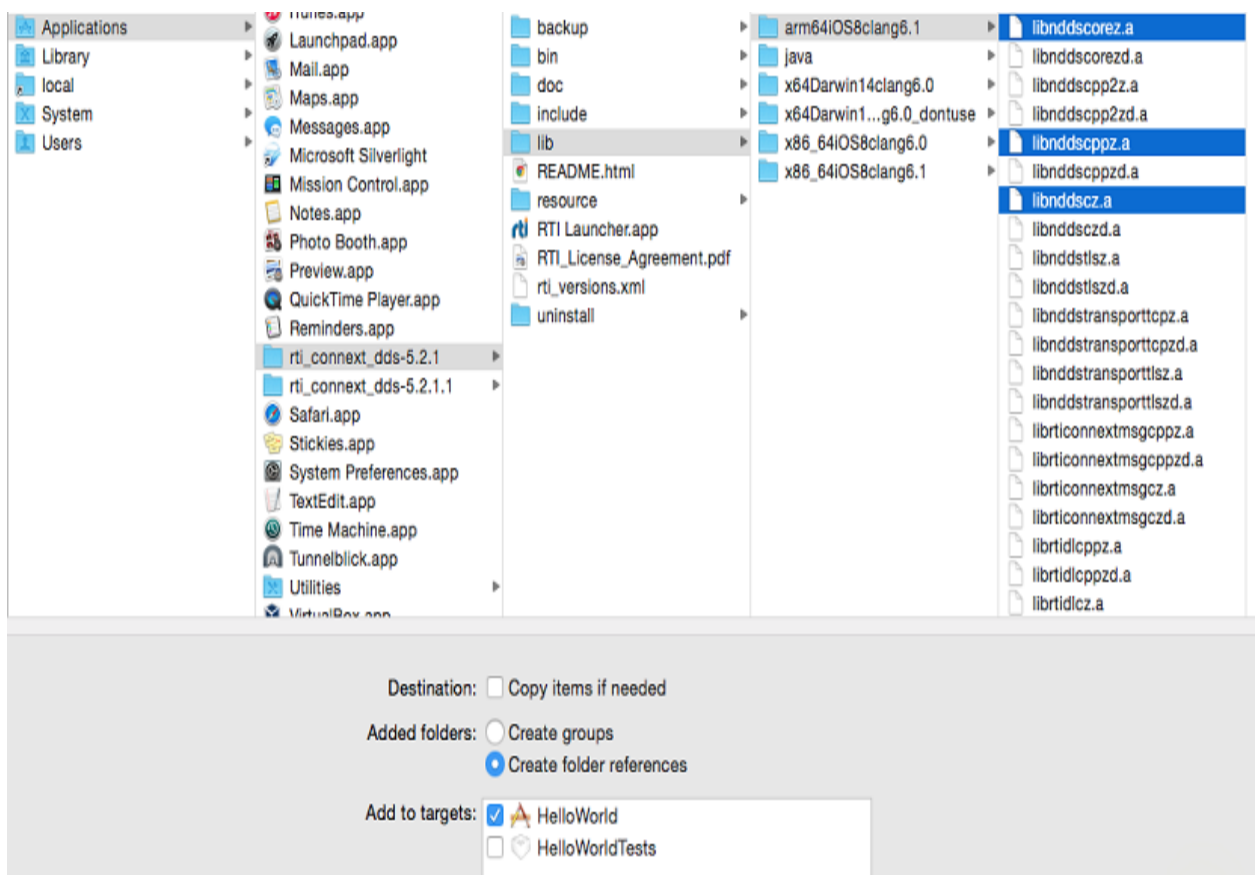 Applications
Library
local
System
Users
iTunes.app
Launchpad.app
Mail.app
Maps.app
Messages.app
Microsoft Silverlight
Mission Control.app
Notes.app
Photo Booth.app
Preview.app
QuickTime Player.app
Reminders.app
rti_connext_dds-5.2.1
rti_connext_dds-5.2.1.1
Safari.app
Stickies.app
System Preferences.app
TextEdit.app
Time Machine.app
Tunnelblick.app
Utilities
VirtualBox.app
backup
bin
doc
include
lib
README.html
resource
RTI Launcher.app
RTI_License_Agreement.pdf
rti_versions.xml
uninstall
arm64iOS8clang6.1
java
x64Darwin14clang6.0
x64Darwin1...g6.0_dontuse
x86_64iOS8clang6.0
x86_64iOS8clang6.1
libnddscorez.a
libnddscorezd.a
libnddscpp2z.a
libnddscpp2zd.a
libnddscppz.a
libnddscppzd.a
libnddscz.a
libnddsczd.a
libnddstlsz.a
libnddstlszd.a
libnddstransporttcpz.a
libnddstransporttcpzd.a
libnddstransporttlsz.a
libnddstransporttlszd.a
librticonnextmsgcppz.a
librticonnextmsgcppzd.a
librticonnextmsgcz.a
librticonnextmsgczd.a
librtidlcppz.a
librtidlcppzd.a
librtidlcz.a
Destination: Copy items if needed
Added folders: Create groups
Create folder references
Add to targets: HelloWorld
HelloWorldTests